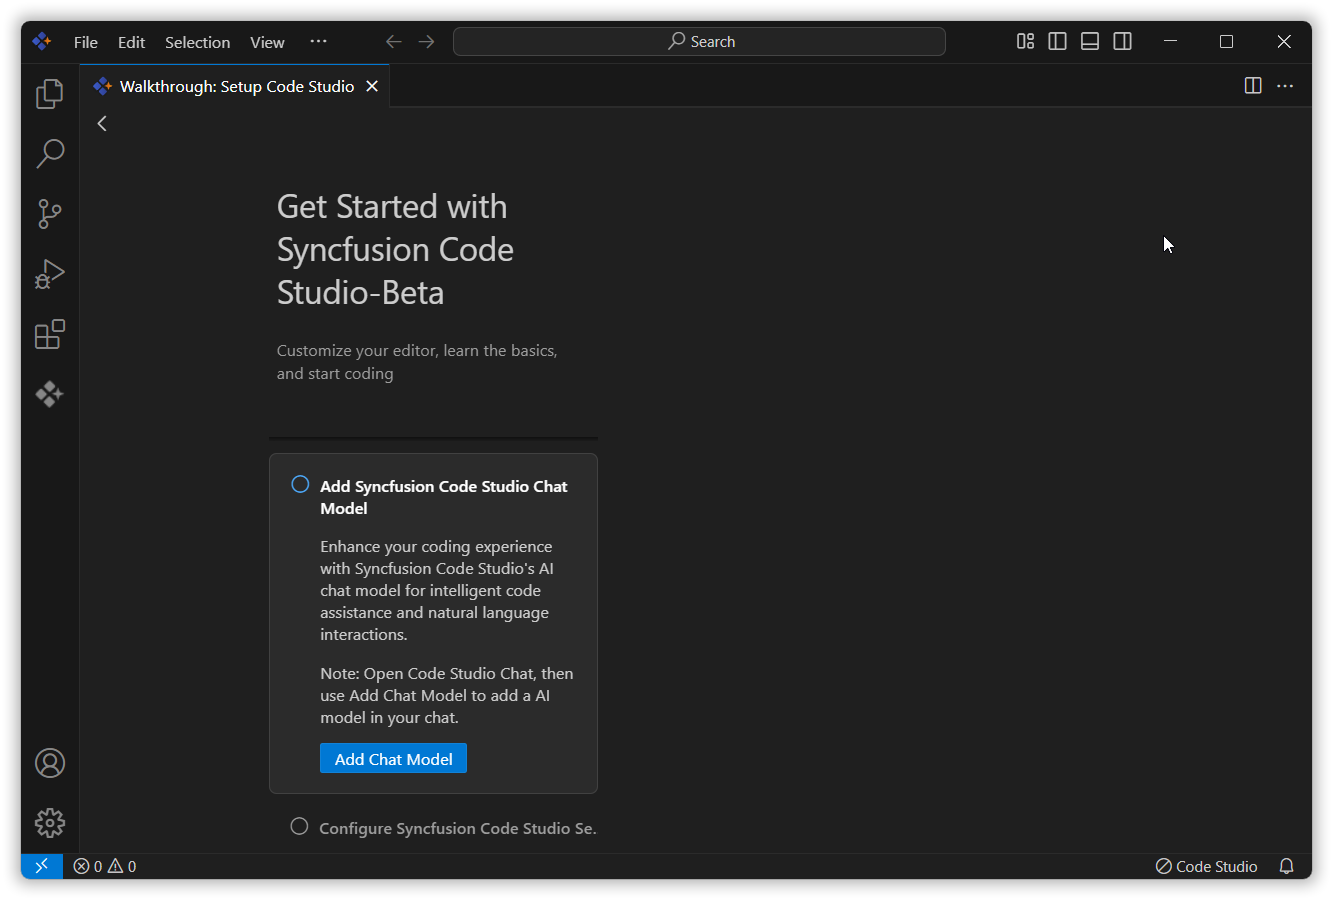 File Edit Selection View ··· Search
Walkthrough: Setup Code Studio
Get Started with
Syncfusion Code
Studio-Beta
Customize your editor, learn the basics,
and start coding
Add Syncfusion Code Studio Chat
Model
Enhance your coding experience
with Syncfusion Code Studio's AI
chat model for intelligent code
assistance and natural language
interactions.
Note: Open Code Studio Chat, then
use Add Chat Model to add a AI
model in your chat.
Add Chat Model
Configure Syncfusion Code Studio Se.
0 0 Code Studio